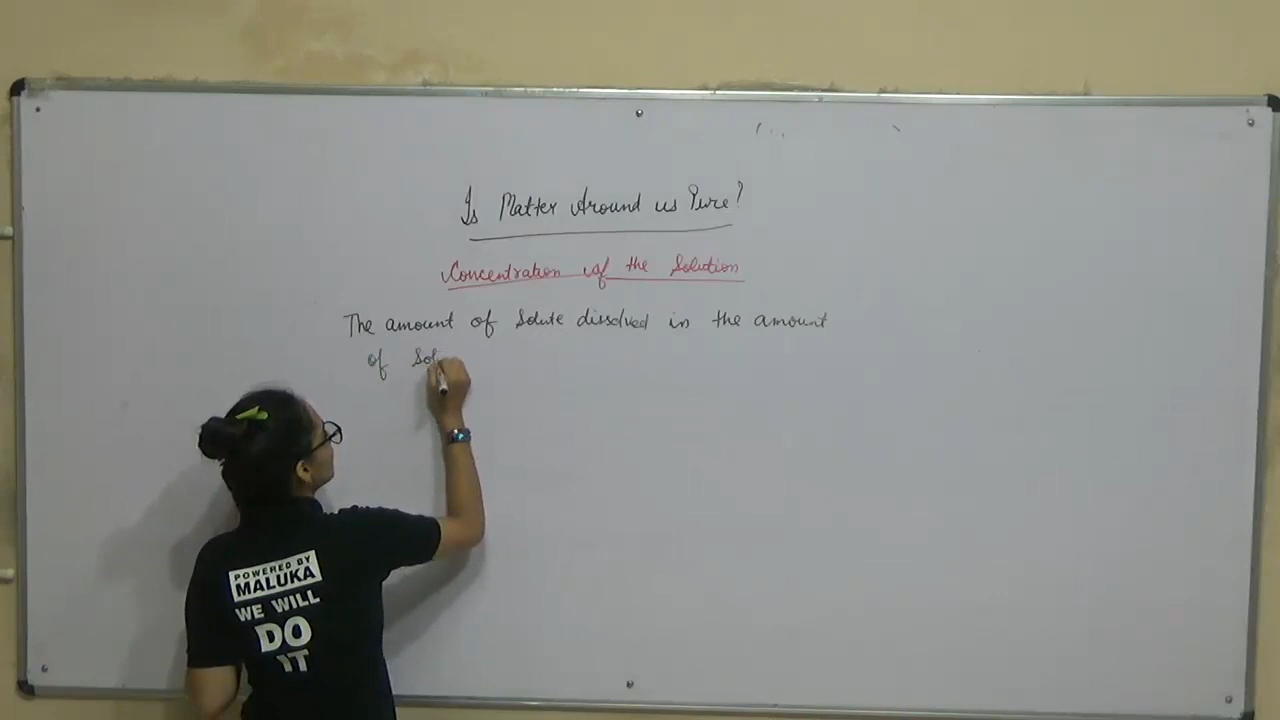 Is Matter Around us Pure?
Concentration of the Solution
The amount of Solute dissolved in the amount
of Sol
POWERED BY
MALUKA
WE WILL
DO
IT